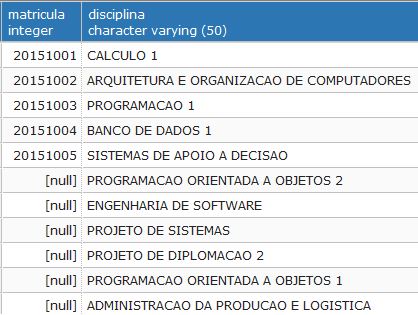 matricula disciplina
integer character varying (50)
20151001 CALCULO 1
20151002 ARQUITETURA E ORGANIZACAO DE COMPUTADORES
20151003 PROGRAMACAO 1
20151004 BANCO DE DADOS 1
20151005 SISTEMAS DE APOIO A DECISAO
[null] PROGRAMACAO ORIENTADA A OBJETOS 2
[null] ENGENHARIA DE SOFTWARE
[null] PROJETO DE SISTEMAS
[null] PROJETO DE DIPLOMACAO 2
[null] PROGRAMACAO ORIENTADA A OBJETOS 1
[null] ADMINISTRACAO DA PRODUCAO E LOGISTICA